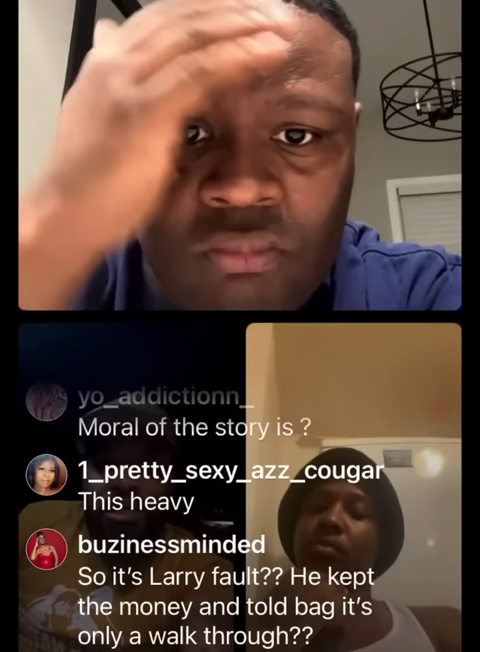 yo_addictionn_
Moral of the story is ?
1_pretty_sexy_azz_cougar
This heavy
buzinessminded
So it's Larry fault?? He kept
the money and told bag it's
only a walk through??